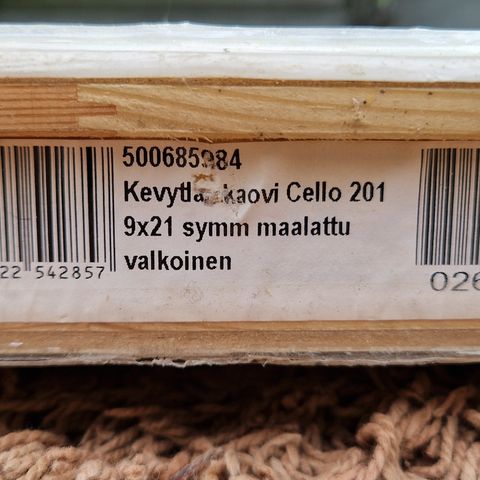 500685984
Cello 201
9x21 symm maalattu
valkoinen
22 542857
026